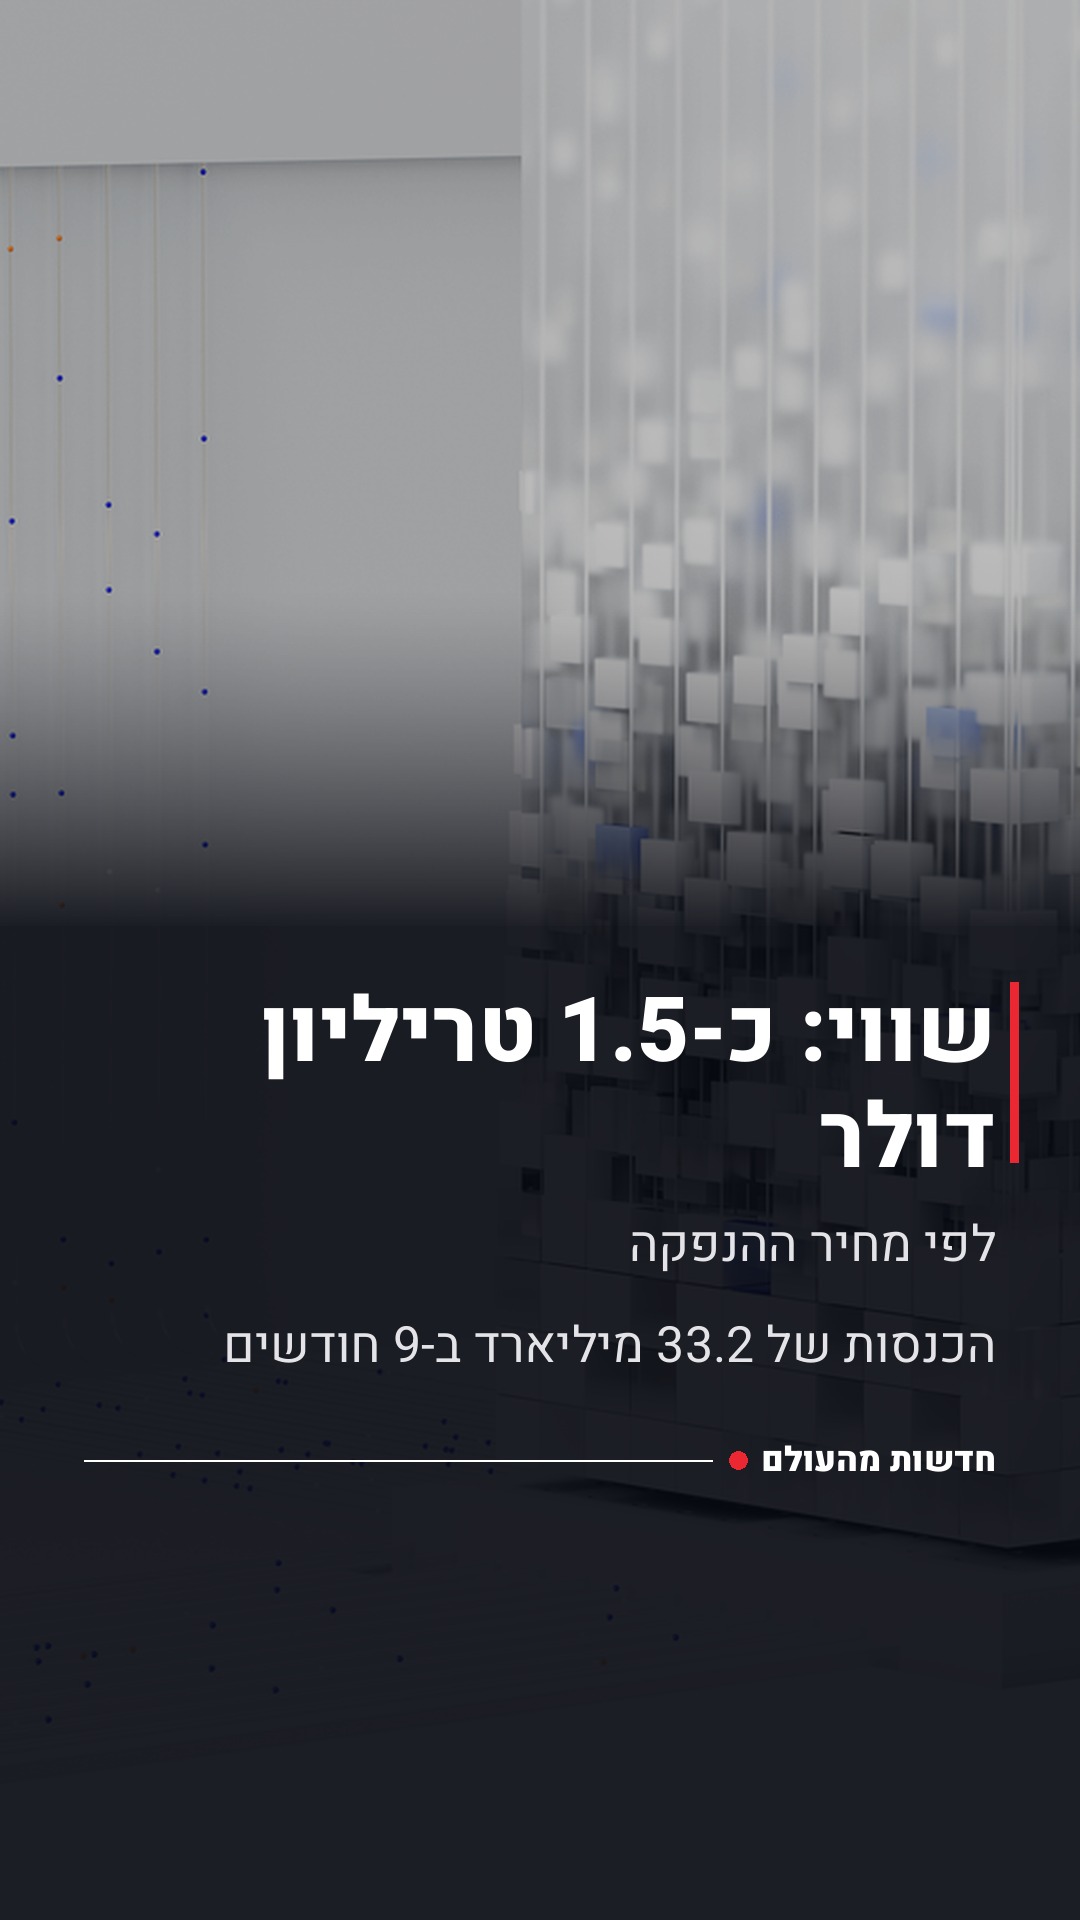 שווי: כ-1.5 טריליון
דולר
לפי מחיר ההנפקה
הכנסות של 33.2 מיליארד ב-9 חודשים
חדשות מהעולם